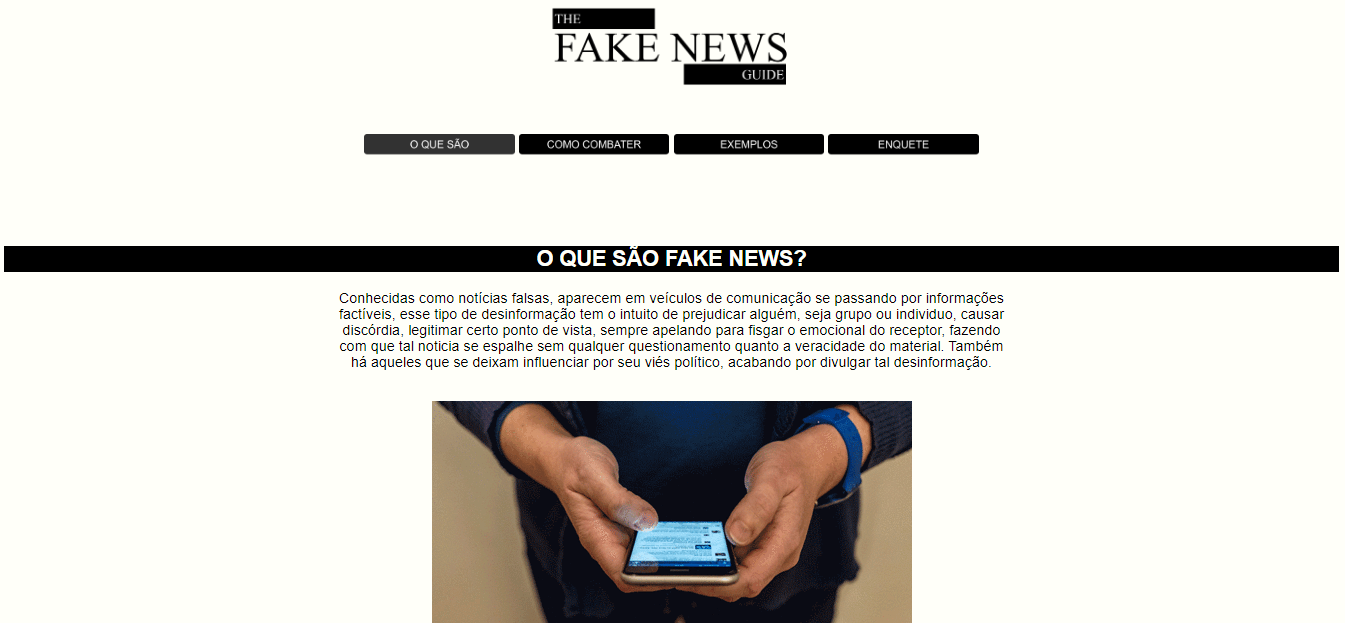 THE
FAKE NEWS
GUIDE
O QUE SÃO
COMO COMBATER
EXEMPLOS
ENQUETE
O QUE SÃO FAKE NEWS?
Conhecidas como notícias falsas, aparecem em veículos de comunicação se passando por informações
factíveis, esse tipo de desinformação tem o intuito de prejudicar alguém, seja grupo ou individuo, causar
discórdia, legitimar certo ponto de vista, sempre apelando para fisgar o emocional do receptor, fazendo
com que tal noticia se espalhe sem qualquer questionamento quanto a veracidade do material. Também
há aqueles que se deixam influenciar por seu viés político, acabando por divulgar tal desinformação.